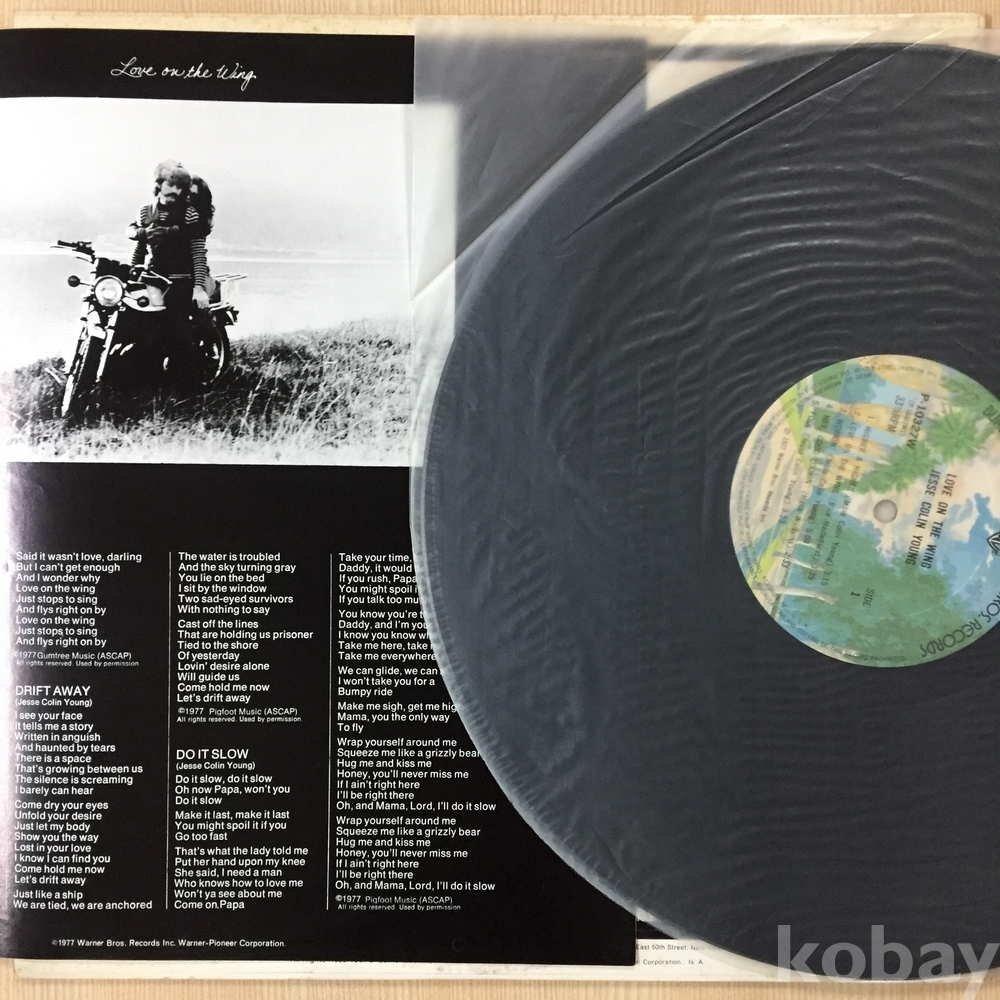 Love on the Wing
Said it wasn't love, darling
But I can't get enough
And I wonder why
Love on the wing
Just stops to sing
And flys right on by
Love on the wing
Just stops to sing
And flys right on by
©1977 Gumtree Music (ASCAP)
All rights reserved. Used by permission
DRIFT AWAY
(Jesse Colin Young)
I see your face
It tells me a story
Written in anguish
And haunted by tears
There is a space
That's growing between us
The silence is screaming
I barely can hear
Come dry your eyes
Unfold your desire
Just let my body
Show you the way
Lost in your love
I know I can find you
Come hold me now
Let's drift away
Just like a ship
We are tied, we are anchored
The water is troubled
And the sky turning gray
You lie on the bed
I sit by the window
Two sad-eyed survivors
With nothing to say
Cast off the lines
That are holding us prisoner
Tied to the shore
Of yesterday
Lovin' desire alone
Will guide us
Come hold me now
Let's drift away
©1977 Pigfoot Music (ASCAP)
All rights reserved. Used by permission.
DO IT SLOW
(Jesse Colin Young)
Do it slow, do it slow
Oh now Papa, won't you
Do it slow
Make it last, make it last
You might spoil it if you
Go too fast
That's what the lady told me
Put her hand upon my knee
She said, I need a man
Who knows how to love me
Won't ya see about me
Come on.Papa
Take your time,
Daddy, it would
If you rush, Papa
You might spoil i
If you talk too mu
You know you're t
Daddy, and I'm you
I know you know wh
Take me here, take
Take me everywhere
We can glide, we can
I won't take you for a
Bumpy ride
Make me sigh, get me hig
Mama, you the only way
To fly
Wrap yourself around me
Squeeze me like a grizzly bear
Hug me and kiss me
Honey, you'll never miss me
If I ain't right here
I'll be right there
Oh, and Mama, Lord, I'll do it slow
Wrap yourself around me
Squeeze me like a grizzly bear
Hug me and kiss me
Honey, you'll never miss me
If I ain't right here
I'll be right there
Oh, and Mama, Lord, I'll do it slow
©1977 Pigfoot Music (ASCAP)
All rights reserved. Used by permission
©1977 Warner Bros. Records Inc. Warner-Pioneer Corporation.
East 50th Street,
Corporation.
P-10327W
33
LOVE ON THE WING
JESSE COLIN YOUNG
SIDE
1
ROS. RECORDS
kobay